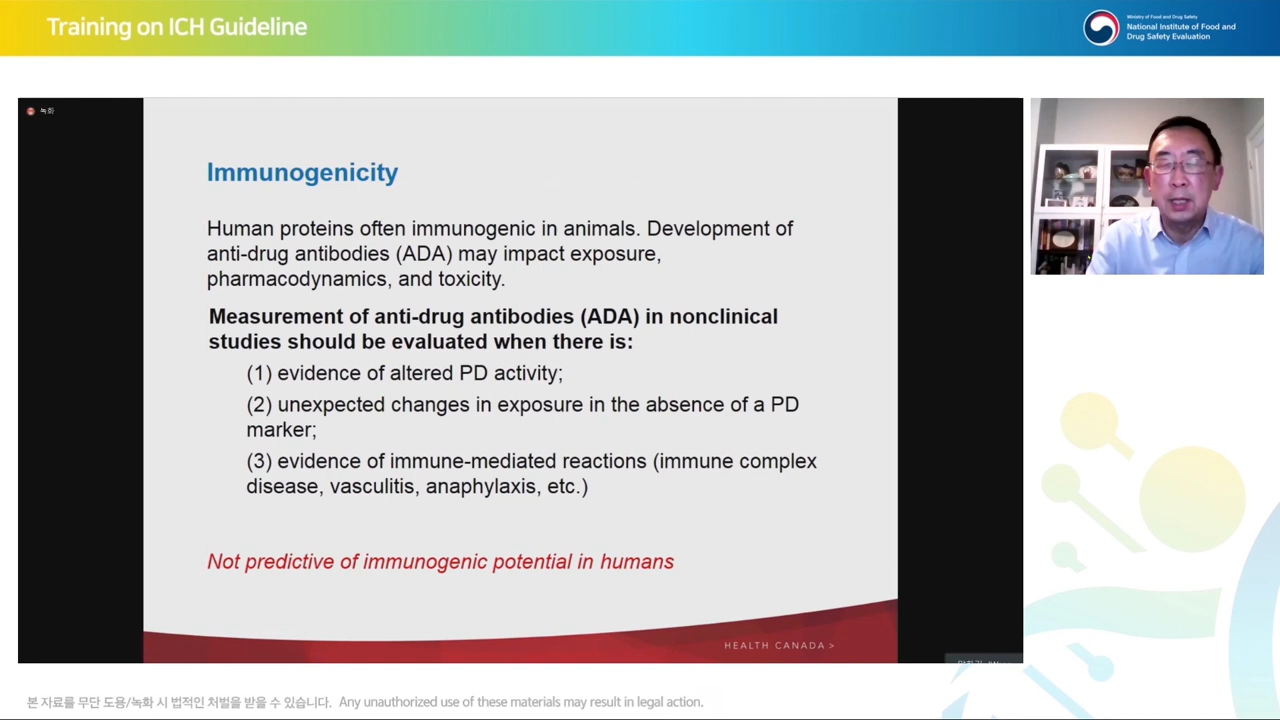 Training on ICH Guideline
Ministry of Food and Drug Safety
National Institute of Food and
Drug Safety Evaluation
녹화
Immunogenicity
Human proteins often immunogenic in animals. Development of
anti-drug antibodies (ADA) may impact exposure,
pharmacodynamics, and toxicity.
Measurement of anti-drug antibodies (ADA) in nonclinical
studies should be evaluated when there is:
(1) evidence of altered PD activity;
(2) unexpected changes in exposure in the absence of a PD
marker;
(3) evidence of immune-mediated reactions (immune complex
disease, vasculitis, anaphylaxis, etc.)
Not predictive of immunogenic potential in humans
HEALTH CANADA >
본 자료를 무단 도용/녹화 시 법적인 처벌을 받을 수 있습니다. Any unauthorized use of these materials may result in legal action.